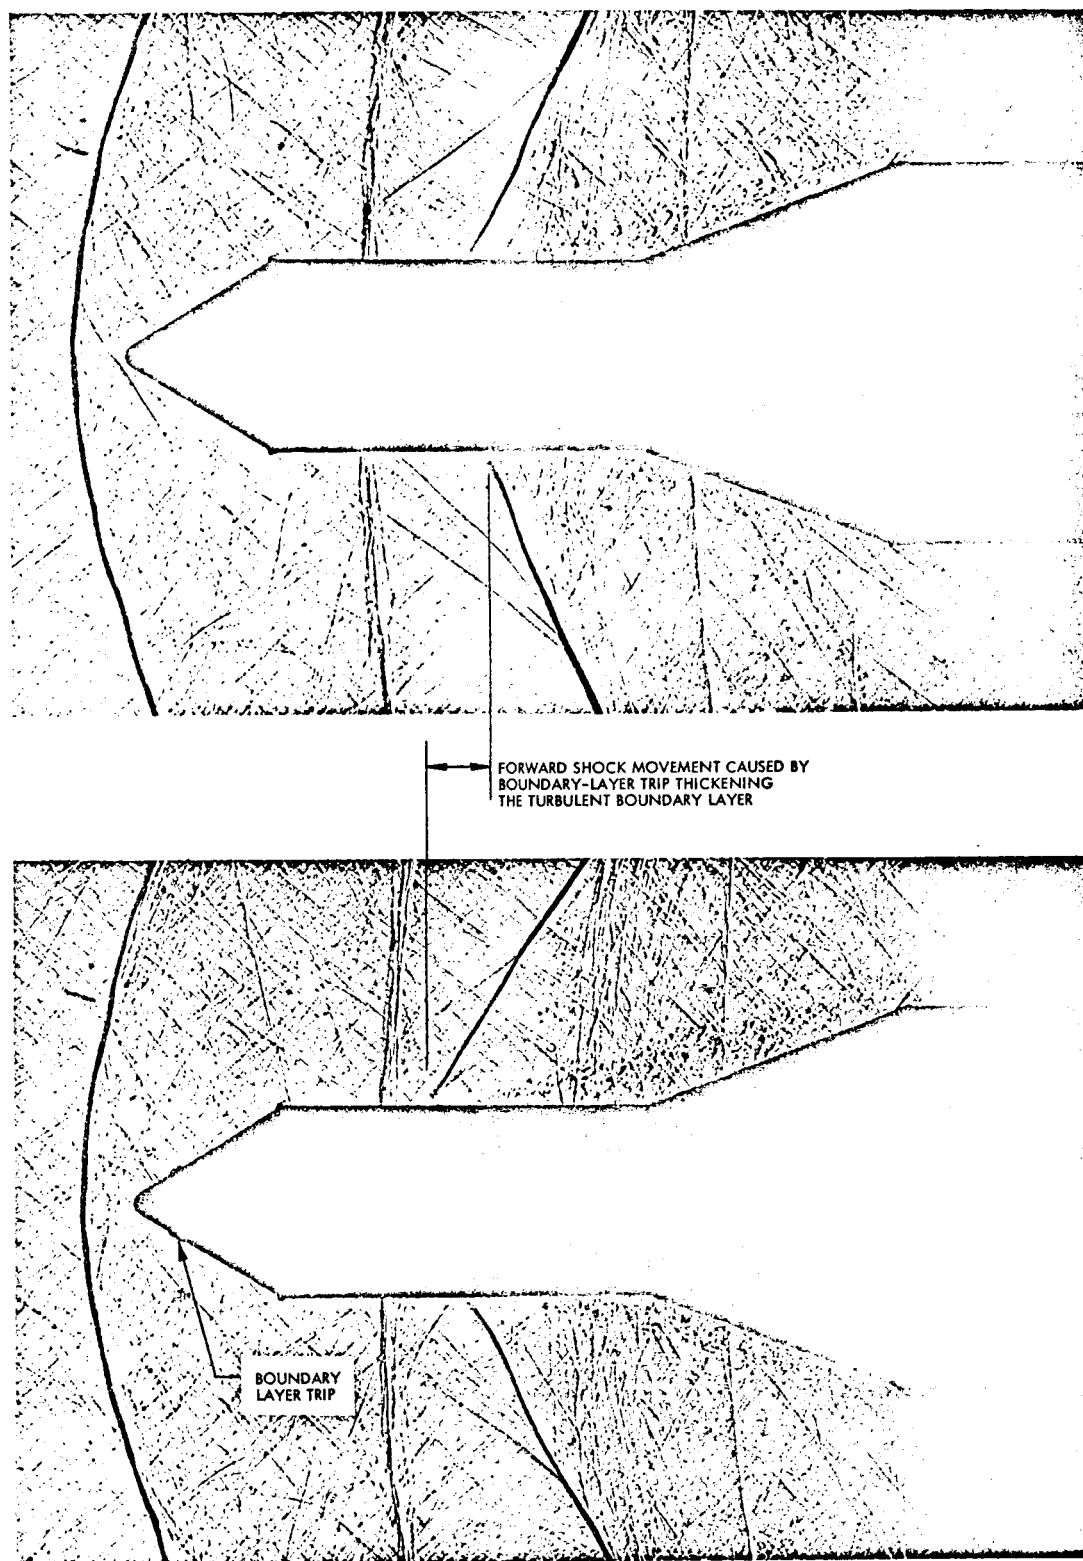 FORWARD SHOCK MOVEMENT CAUSED BY
BOUNDARY-LAYER TRIP THICKENING
THE TURBULENT BOUNDARY LAYER
BOUNDARY
LAYER TRIP